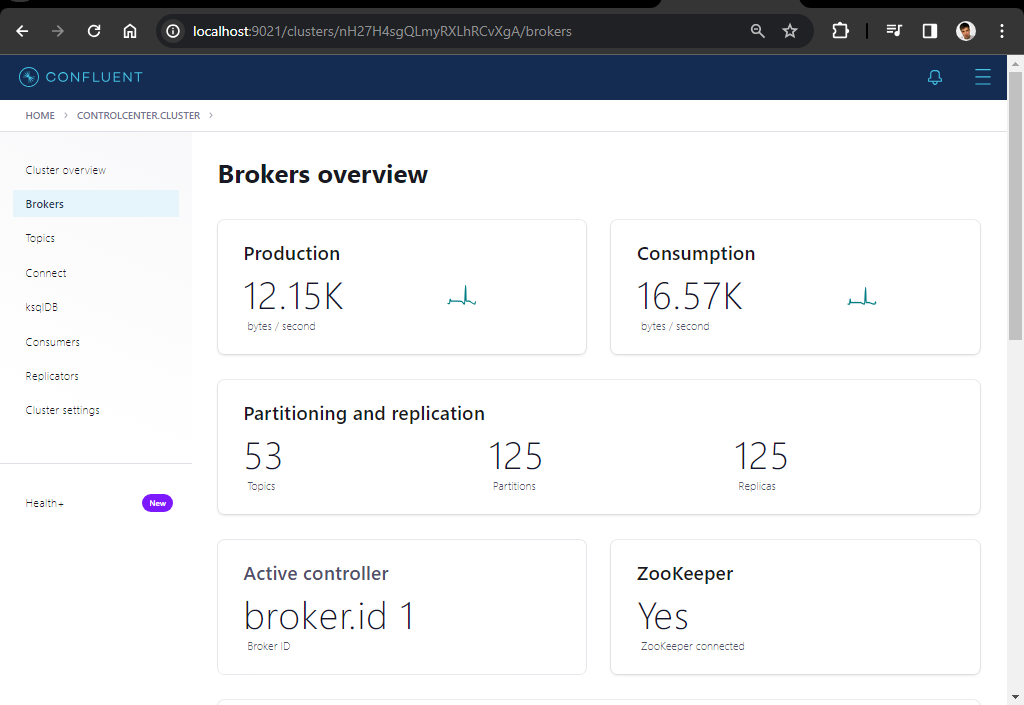 localhost:9021/clusters/nH27H4sgQLmyRXLhRCvXgA/brokers
CONFLUENT
HOME > CONTROLCENTER.CLUSTER >
Cluster overview
Brokers
Topics
Connect
ksqlDB
Consumers
Replicators
Cluster settings
Health+ New
Brokers overview
Production
12.15K
bytes / second
Consumption
16.57K
bytes / second
Partitioning and replication
53 125 125
Topics Partitions Replicas
Active controller
broker.id 1
Broker ID
ZooKeeper
Yes
ZooKeeper connected